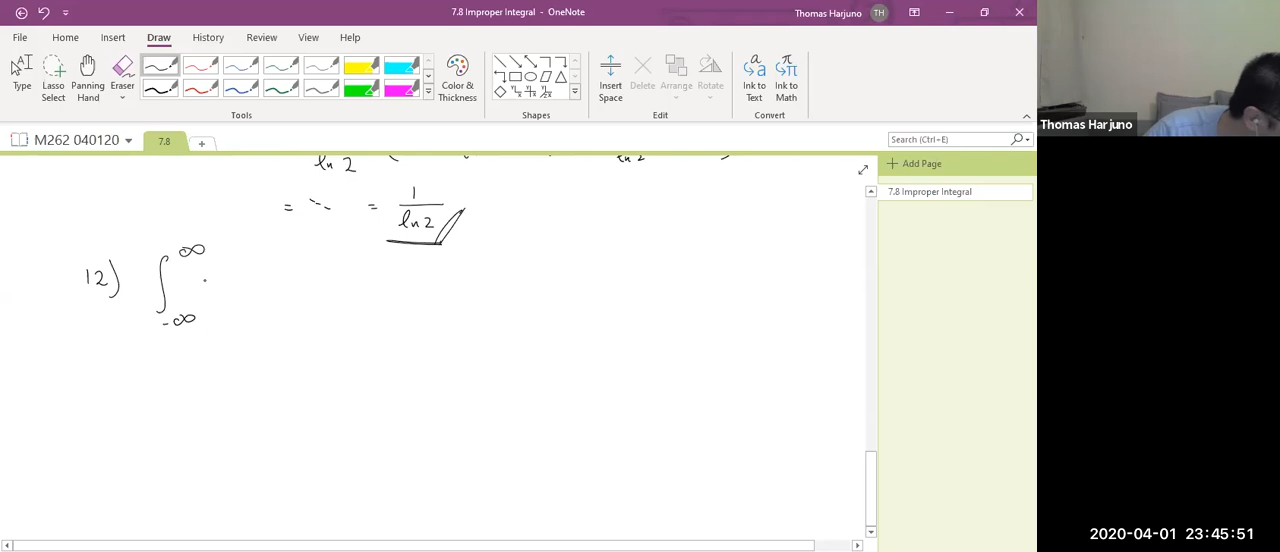 7.8 Improper Integral - OneNote
Thomas Harjuno TH
File Home Insert Draw History Review View Help
Type Lasso Select Panning Hand Eraser
Color & Thickness
Insert Space Delete Arrange Rotate
Ink to Text Ink to Math
Tools Shapes Edit Convert
M262 040120 7.8
Search (Ctrl+E)
Add Page
7.8 Improper Integral
ln 2 ln 2
= ... = 1
ln 2
12) ∫ ∞
-∞
Thomas Harjuno
2020-04-01 23:45:51